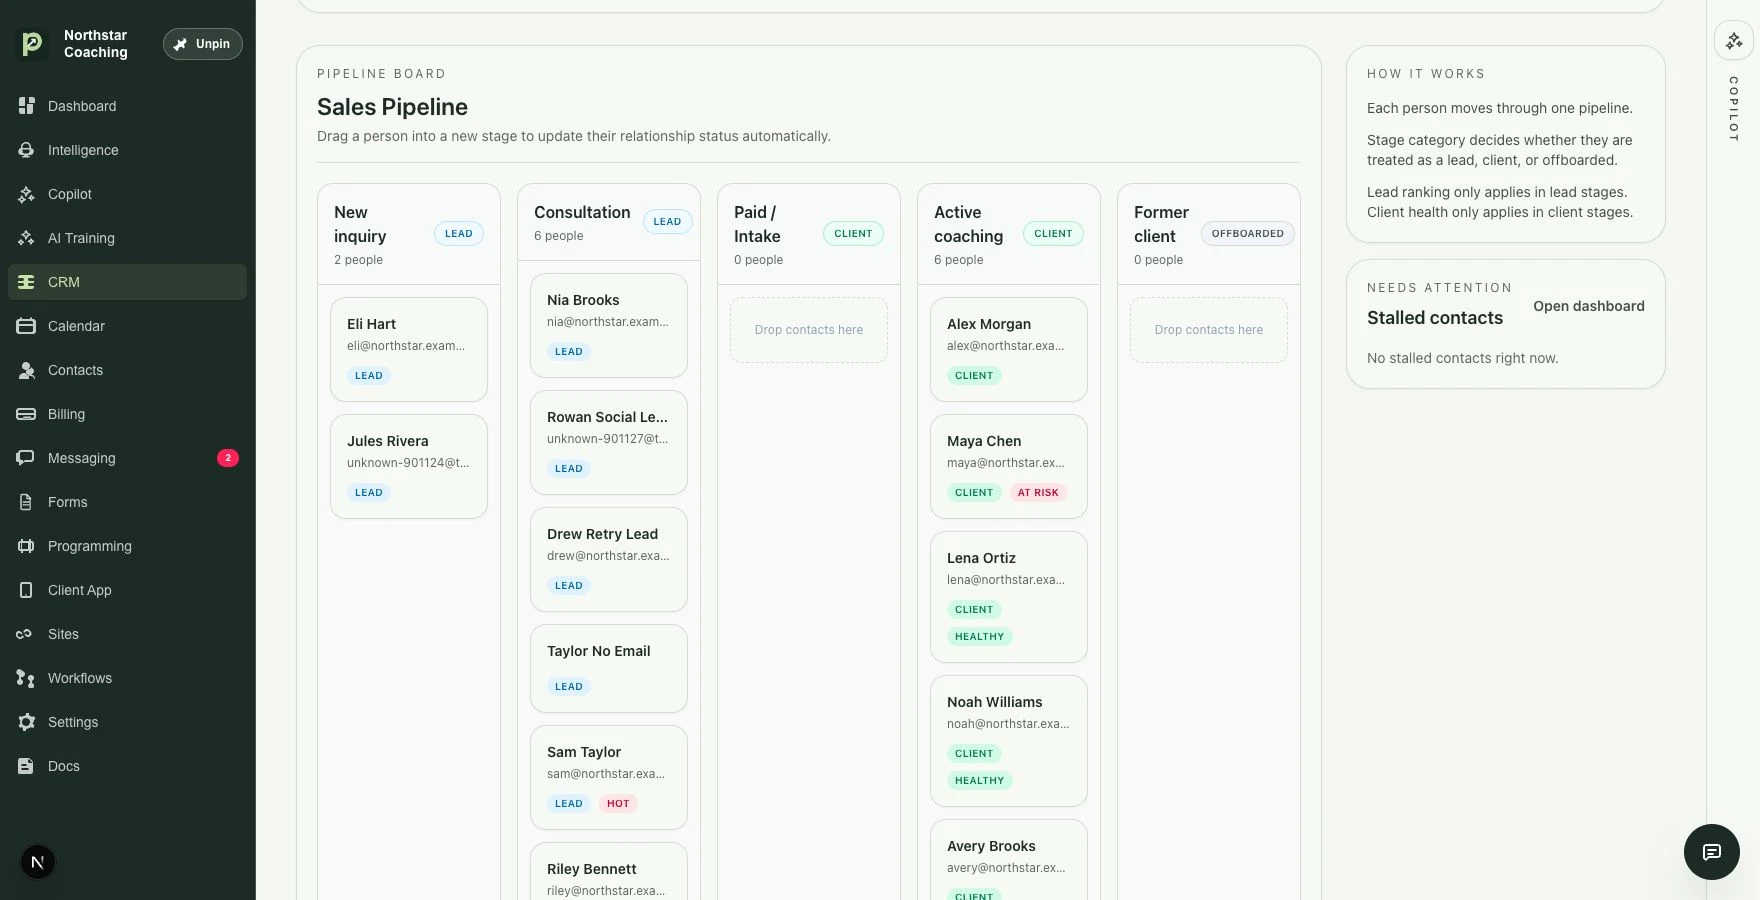 Northstar
Coaching
Unpin
Dashboard
Intelligence
Copilot
AI Training
CRM
Calendar
Contacts
Billing
Messaging
2
Forms
Programming
Client App
Sites
Workflows
Settings
Docs
N
PIPELINE BOARD
Sales Pipeline
Drag a person into a new stage to update their relationship status automatically.
New
inquiry
2 people
LEAD
Eli Hart
eli@northstar.exam...
LEAD
Jules Rivera
unknown-901124@t...
LEAD
Consultation
6 people
LEAD
Nia Brooks
nia@northstar.exam...
LEAD
Rowan Social Le...
unknown-901127@t...
LEAD
Drew Retry Lead
drew@northstar.exa...
LEAD
Taylor No Email
LEAD
Sam Taylor
sam@northstar.exa...
LEAD HOT
Riley Bennett
riley@northstar.exa...
Paid /
Intake
0 people
CLIENT
Drop contacts here
Active
coaching
6 people
CLIENT
Alex Morgan
alex@northstar.exa...
CLIENT
Maya Chen
maya@northstar.ex...
CLIENT AT RISK
Lena Ortiz
lena@northstar.exa...
CLIENT
HEALTHY
Noah Williams
noah@northstar.exa...
CLIENT
HEALTHY
Avery Brooks
avery@northstar.ex...
CLIENT
Former
client
0 people
OFFBOARDED
Drop contacts here
HOW IT WORKS
Each person moves through one pipeline.
Stage category decides whether they are
treated as a lead, client, or offboarded.
Lead ranking only applies in lead stages.
Client health only applies in client stages.
NEEDS ATTENTION
Stalled contacts
Open dashboard
No stalled contacts right now.
COPILOT